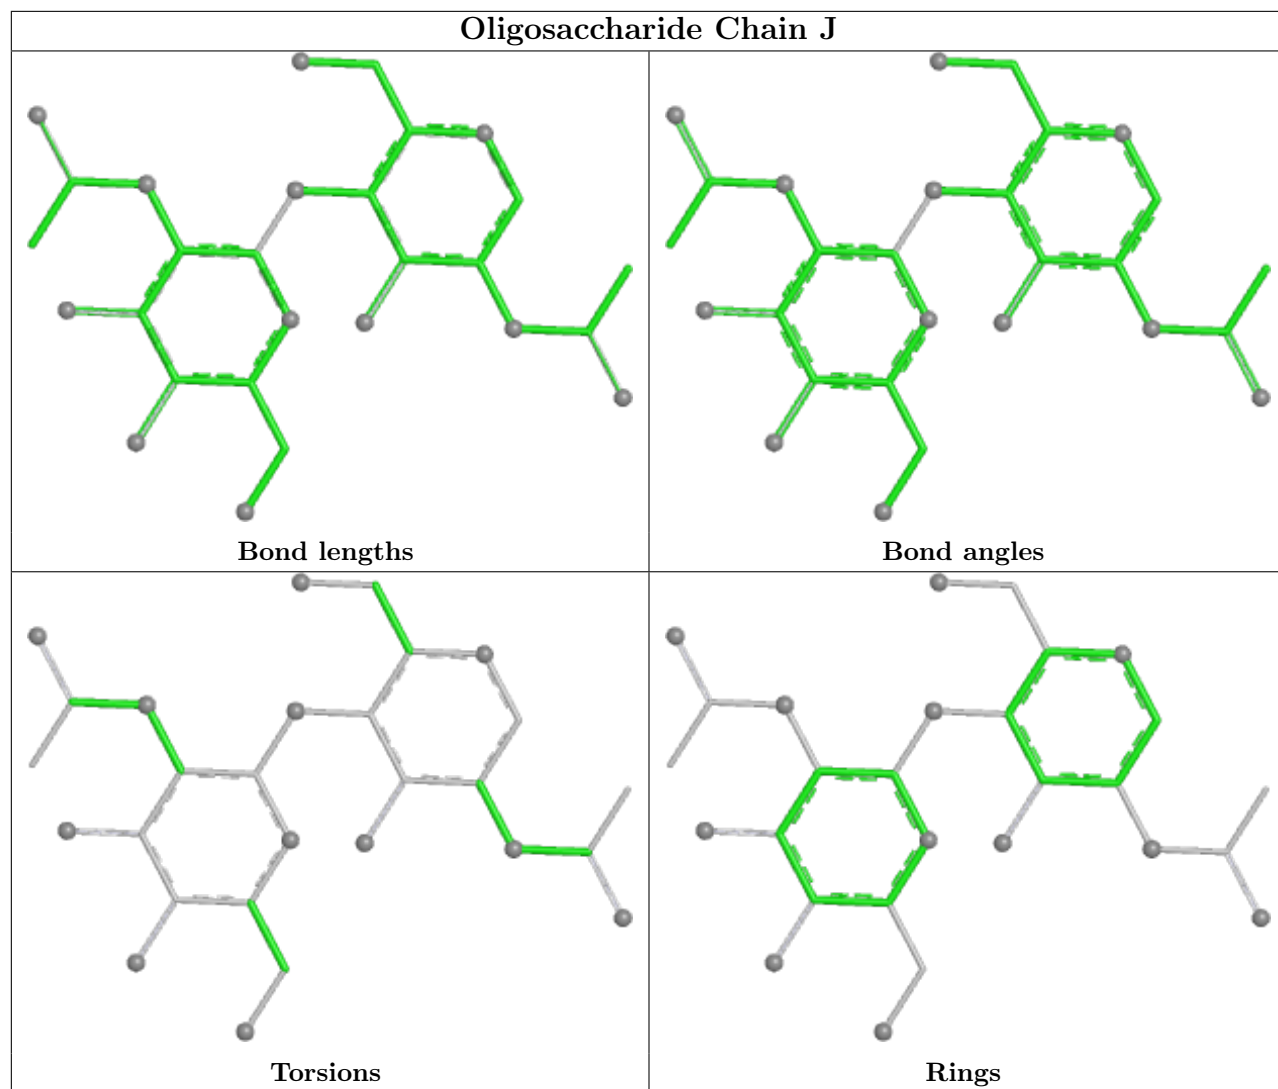 Oligosaccharide Chain J
Bond lengths
Bond angles
Torsions
Rings